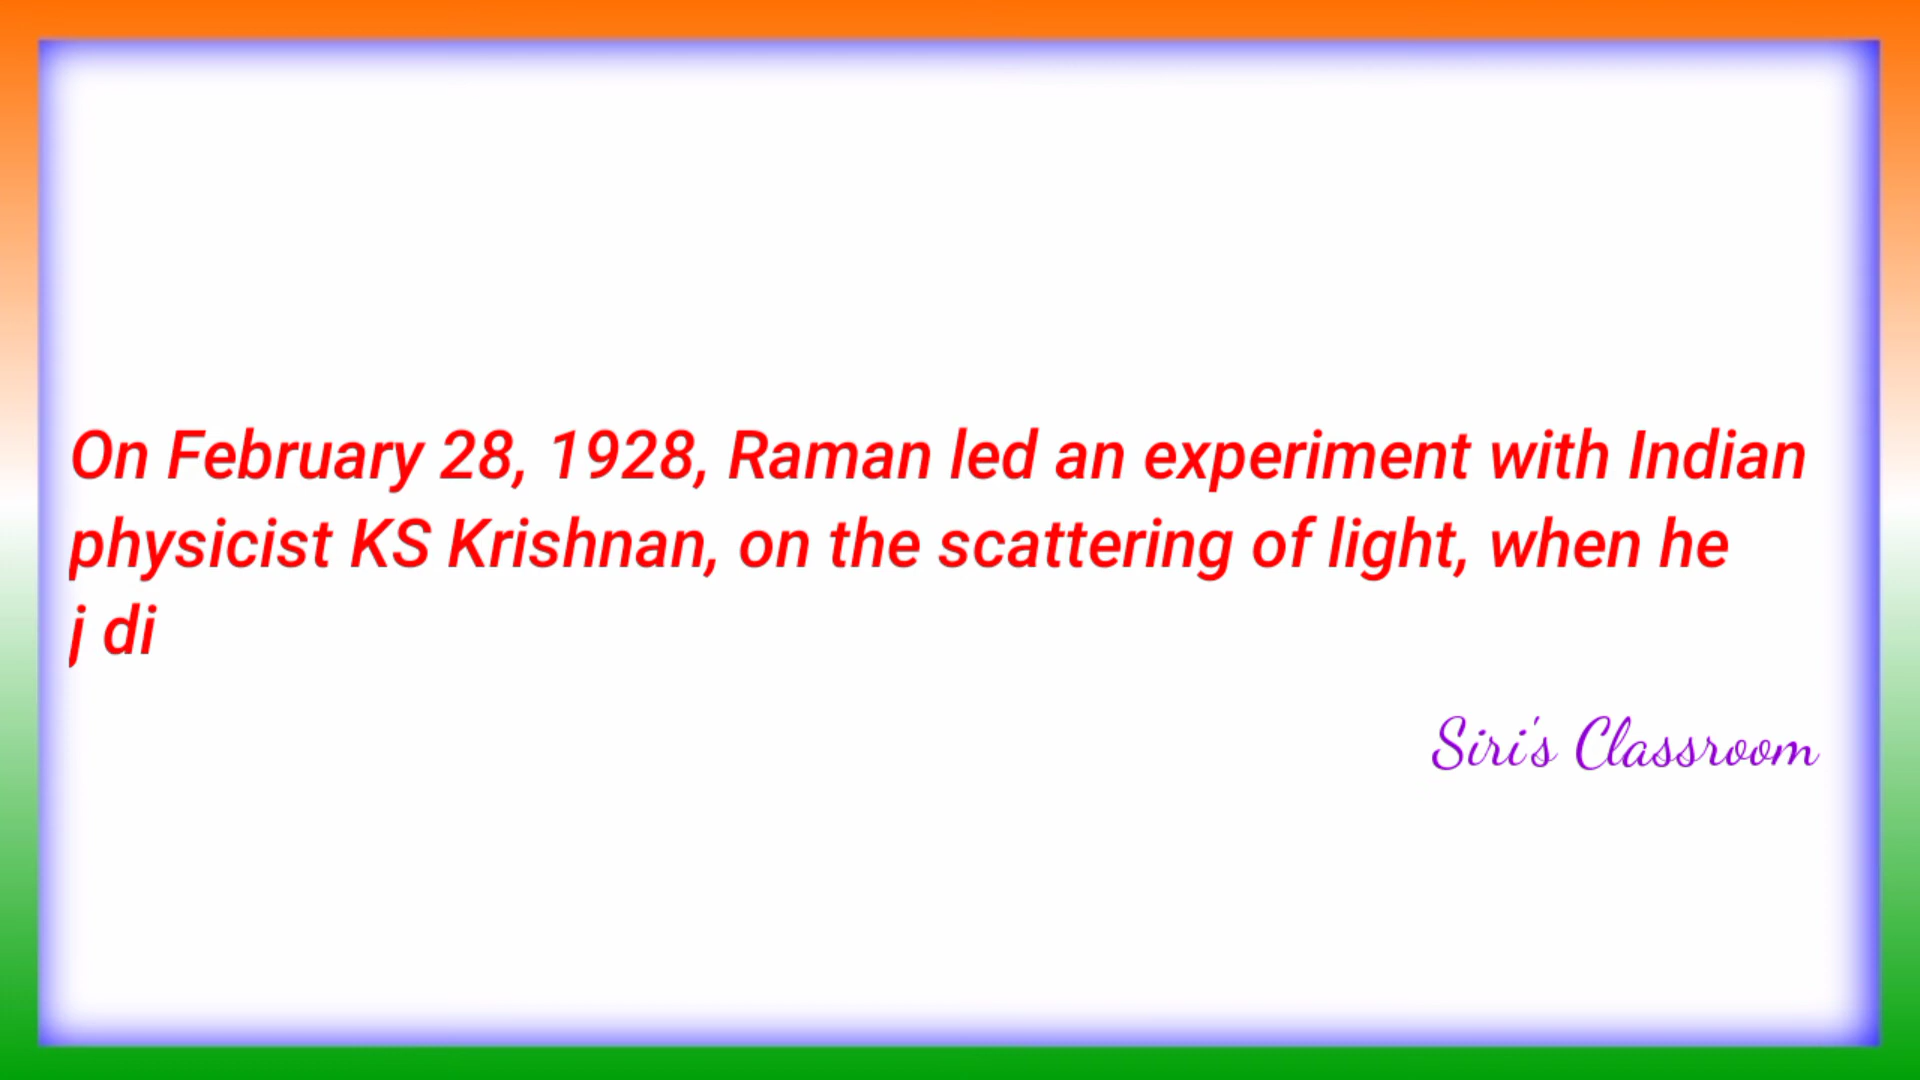 On February 28, 1928, Raman led an experiment with Indian
physicist KS Krishnan, on the scattering of light, when he
j di
Siri's Classroom